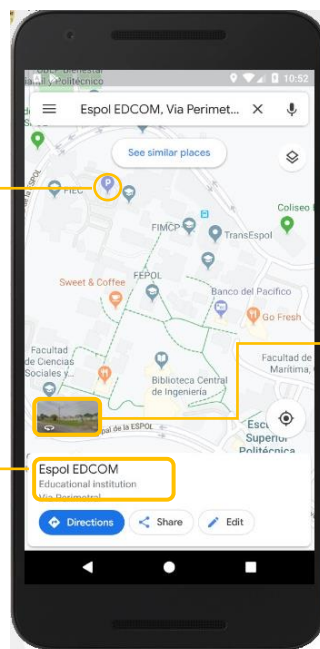 10:52
Espol EDCOM, Via Perimet...
See similar places
P
FIEC
Coliseo
FIMCP
TransEspol
Sweet & Coffee
FEPOL
Banco del Pacifico
Go Fresh
Facultad
de Ciencias
Sociales y...
Facultad de
Marítima,
Biblioteca Central
de Ingeniería
pal de la ESPOL
Escu
Superior
Politécnica
Espol EDCOM
Educational institution
Via Perimetral
Directions
Share
Edit